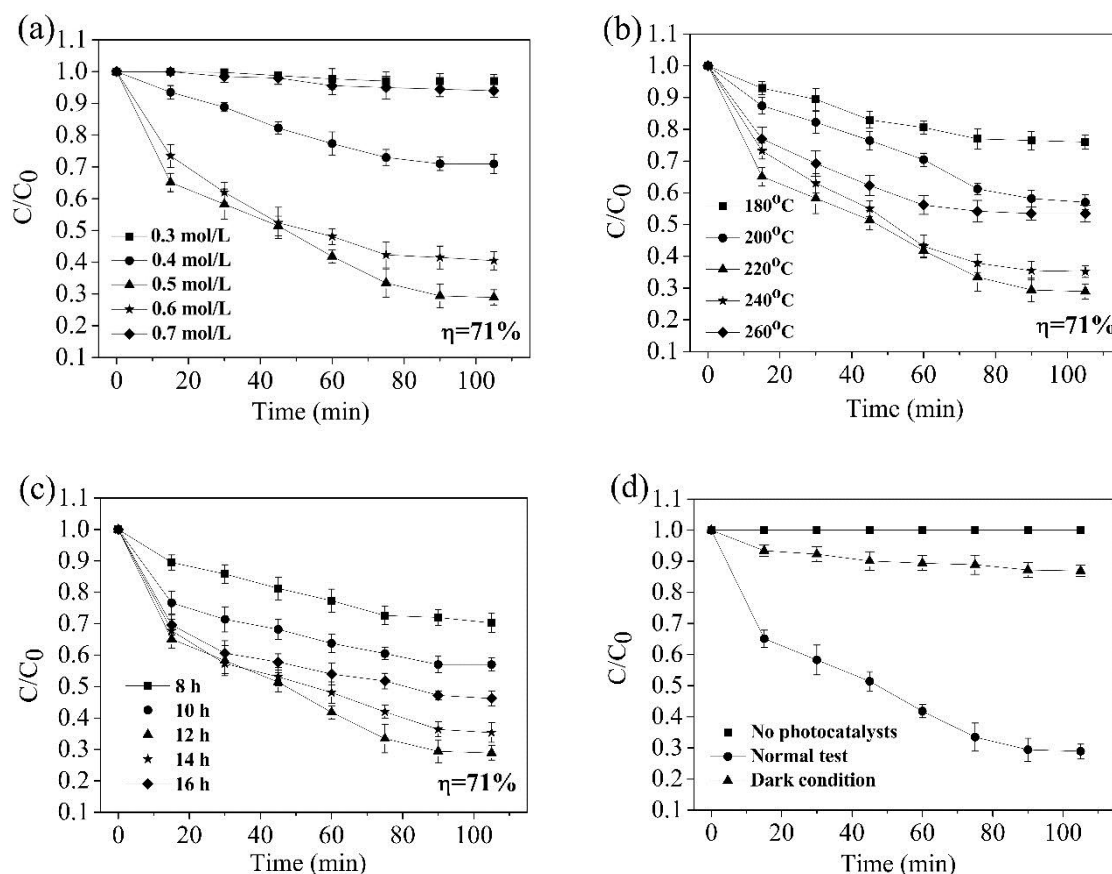 (a)
1.1
1.0
0.9
0.8
0.7
0.6
0.5
0.4
0.3
0.2
0.1
C/C0
0.3 mol/L
0.4 mol/L
0.5 mol/L
0.6 mol/L
0.7 mol/L
η=71%
0 20 40 60 80 100
Time (min)
(b)
1.1
1.0
0.9
0.8
0.7
0.6
0.5
0.4
0.3
0.2
0.1
C/C0
180°C
200°C
220°C
240°C
260°C
η=71%
0 20 40 60 80 100
Timc (min)
(c)
1.1
1.0
0.9
0.8
0.7
0.6
0.5
0.4
0.3
0.2
0.1
C/C0
8 h
10 h
12 h
14 h
16 h
η=71%
0 20 40 60 80 100
Time (min)
(d)
1.1
1.0
0.9
0.8
0.7
0.6
0.5
0.4
0.3
0.2
0.1
C/C0
No photocatalysts
Normal test
Dark condition
0 20 40 60 80 100
Time (min)